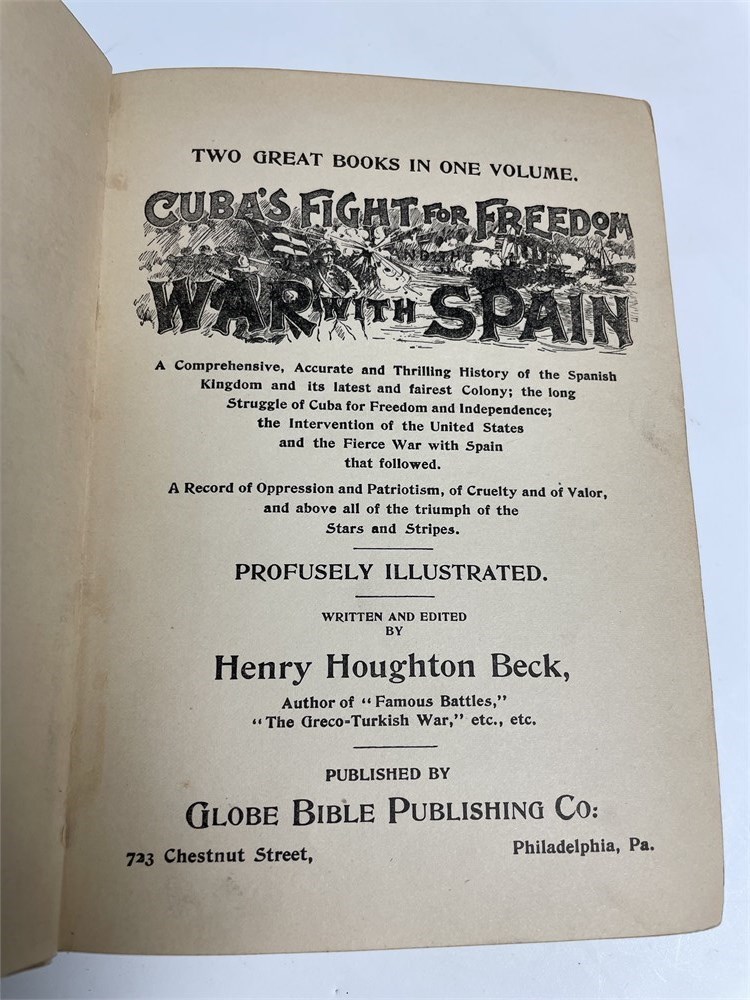 TWO GREAT BOOKS IN ONE VOLUME.
CUBA'S FIGHT FOR FREEDOM
AND THE
WAR WITH SPAIN
A Comprehensive, Accurate and Thrilling History of the Spanish
Kingdom and its latest and fairest Colony; the long
Struggle of Cuba for Freedom and Independence;
the Intervention of the United States
and the Fierce War with Spain
that followed.
A Record of Oppression and Patriotism, of Cruelty and of Valor,
and above all of the triumph of the
Stars and Stripes.
PROFUSELY ILLUSTRATED.
WRITTEN AND EDITED
BY
Henry Houghton Beck,
Author of "Famous Battles,"
"The Greco-Turkish War," etc., etc.
PUBLISHED BY
GLOBE BIBLE PUBLISHING CO:
723 Chestnut Street, Philadelphia, Pa.